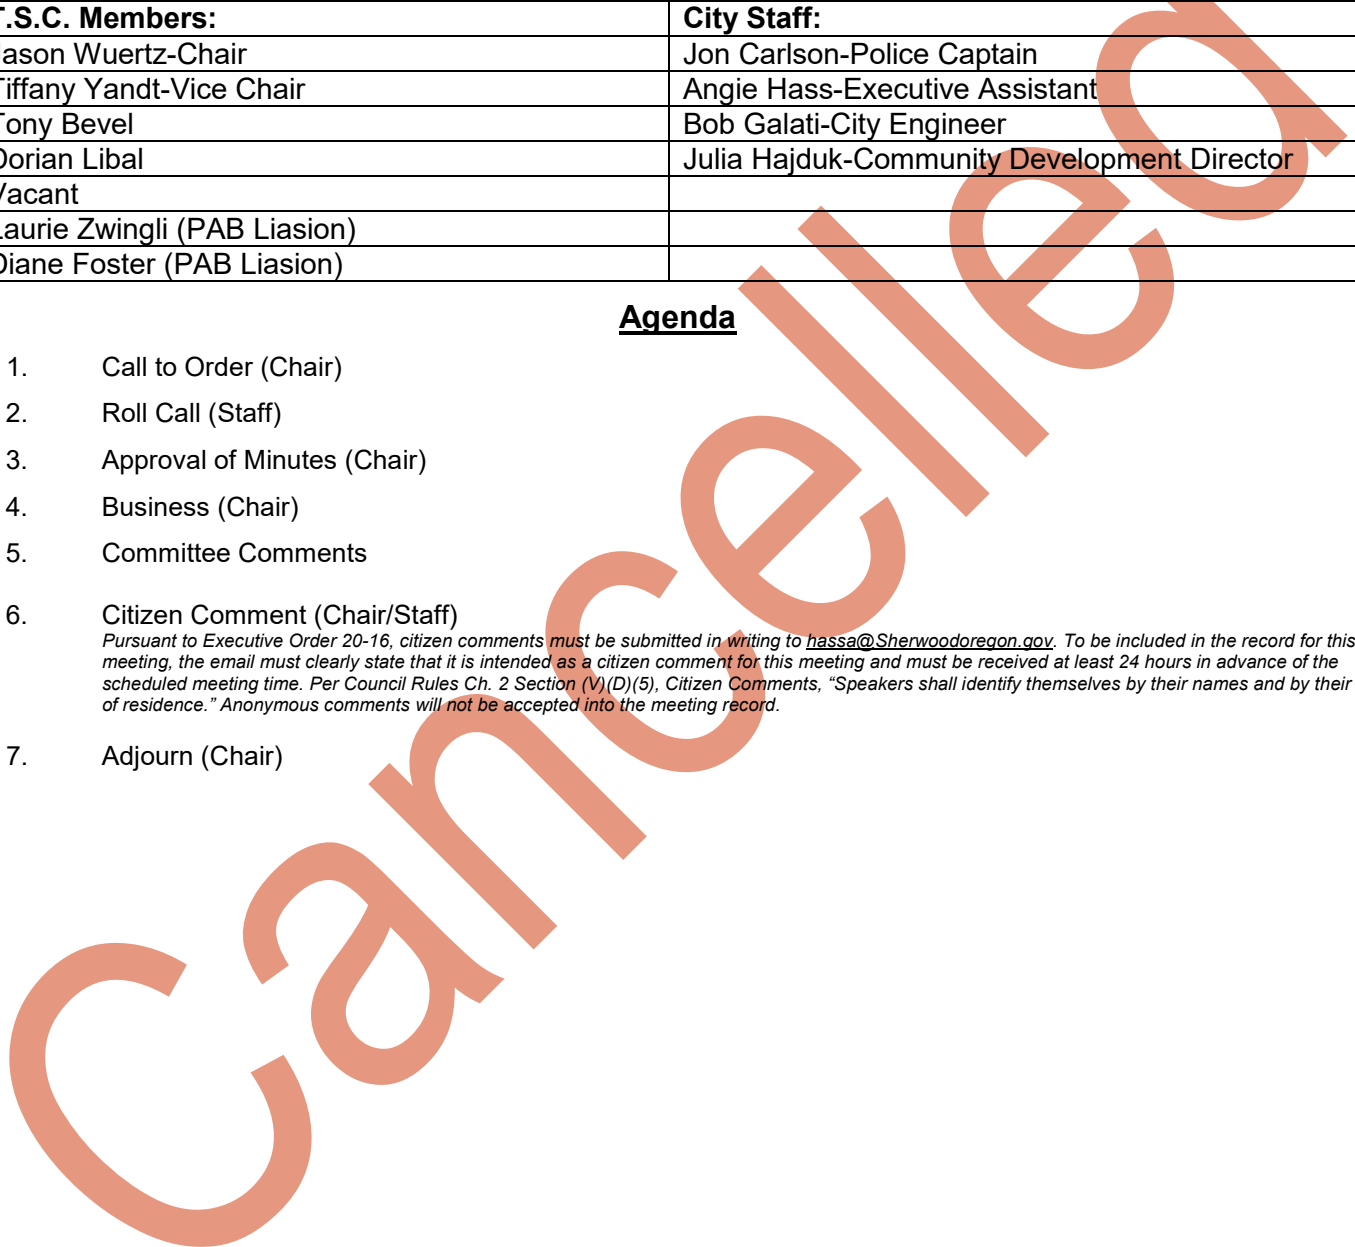 T.S.C. Members: City Staff:
Jason Wuertz-Chair Jon Carlson-Police Captain
Tiffany Yandt-Vice Chair Angie Hass-Executive Assistant
Tony Bevel Bob Galati-City Engineer
Dorian Libal Julia Hajduk-Community Development Director
Vacant
Laurie Zwingli (PAB Liasion)
Diane Foster (PAB Liasion)
Agenda
1. Call to Order (Chair)
2. Roll Call (Staff)
3. Approval of Minutes (Chair)
4. Business (Chair)
5. Committee Comments
6. Citizen Comment (Chair/Staff)
Pursuant to Executive Order 20-16, citizen comments must be submitted in writing to hassa@Sherwoodoregon.gov. To be included in the record for this
meeting, the email must clearly state that it is intended as a citizen comment for this meeting and must be received at least 24 hours in advance of the
scheduled meeting time. Per Council Rules Ch. 2 Section (V)(D)(5), Citizen Comments, “Speakers shall identify themselves by their names and by their
of residence.” Anonymous comments will not be accepted into the meeting record.
7. Adjourn (Chair)
Cancelled